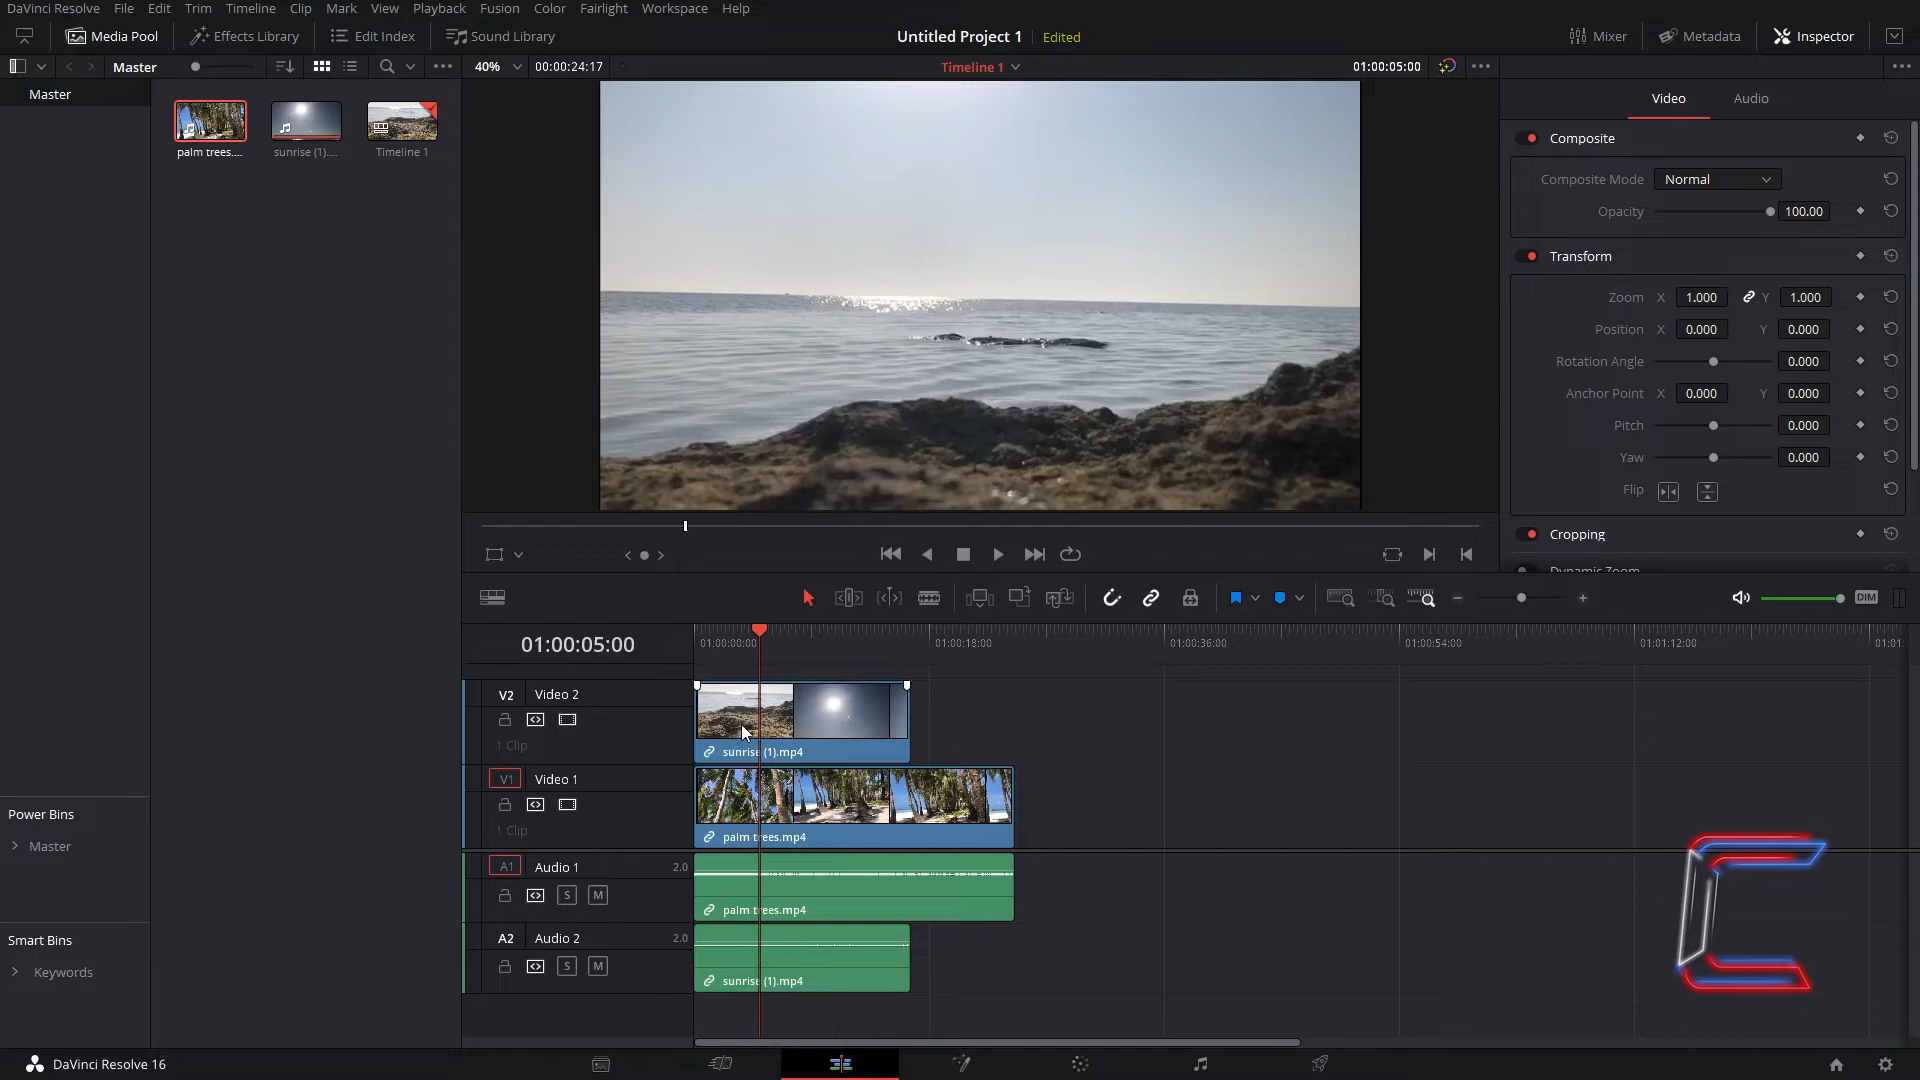 DaVinci Resolve File Edit Trim Timeline Clip Mark View Playback Fusion Color Fairlight Workspace Help
Media Pool Effects Library Edit Index Sound Library Untitled Project 1 Edited Mixer Metadata Inspector
Master 40% 00:00:24:17 Timeline 1 01:00:05:00
Master
palm trees.... sunrise (1).... Timeline 1
Video Audio
Composite
Composite Mode Normal
Opacity 100.00
Transform
Zoom X 1.000 Y 1.000
Position X 0.000 Y 0.000
Rotation Angle 0.000
Anchor Point X 0.000 Y 0.000
Pitch 0.000
Yaw 0.000
Flip
Cropping
Dynamic Zoom
DIM
01:00:05:00 01:00:00:00 01:00:18:00 01:00:36:00 01:00:54:00 01:01:12:00 01:01:
V2 Video 2
1 Clip
sunrise (1).mp4
V1 Video 1
1 Clip
palm trees.mp4
A1 Audio 1 2.0
S M
palm trees.mp4
A2 Audio 2 2.0
S M
sunrise (1).mp4
Power Bins
Master
Smart Bins
Keywords
DaVinci Resolve 16